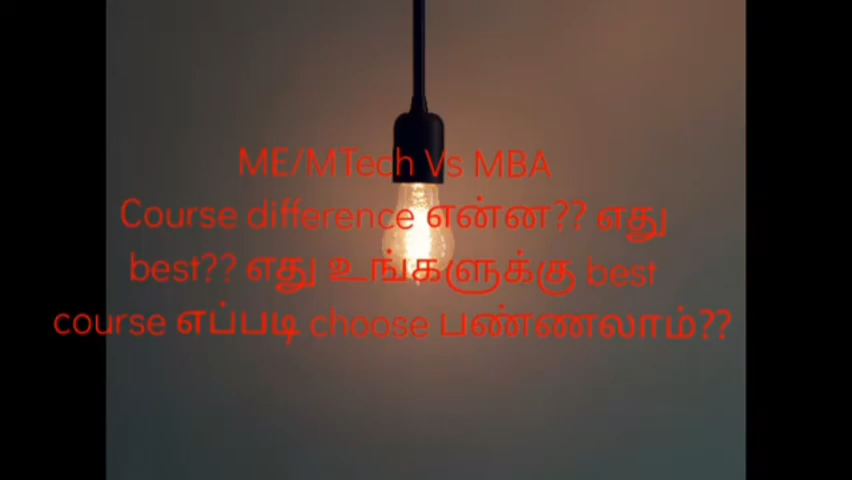 ME/MTech Vs MBA
Course difference என்ன?? எது
best?? எது உங்களுக்கு best
course எப்படி choose பண்ணலாம்??